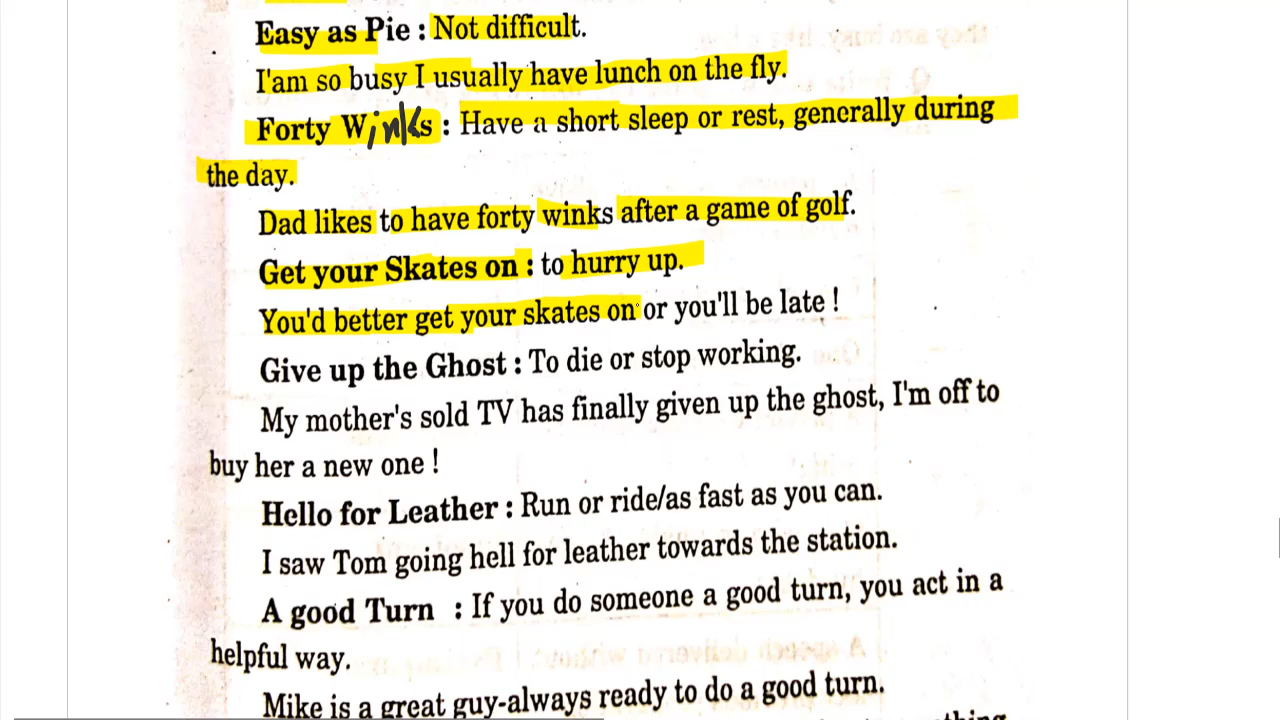 Easy as Pie : Not difficult.
I'am so busy I usually have lunch on the fly.
Forty Winks : Have a short sleep or rest, generally during
the day.
Dad likes to have forty winks after a game of golf.
Get your Skates on : to hurry up.
You'd better get your skates on or you'll be late !
Give up the Ghost : To die or stop working.
My mother's sold TV has finally given up the ghost, I'm off to
buy her a new one !
Hello for Leather : Run or ride/as fast as you can.
I saw Tom going hell for leather towards the station.
A good Turn : If you do someone a good turn, you act in a
helpful way.
Mike is a great guy-always ready to do a good turn.